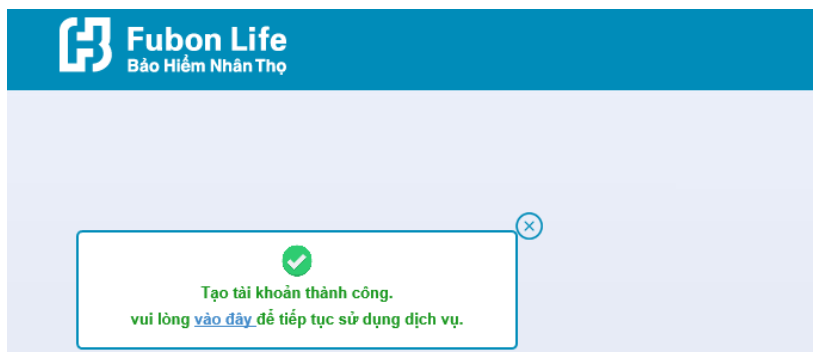 Fubon Life
Bảo Hiểm Nhân Thọ
Tạo tài khoản thành công.
vui lòng vào đây để tiếp tục sử dụng dịch vụ.